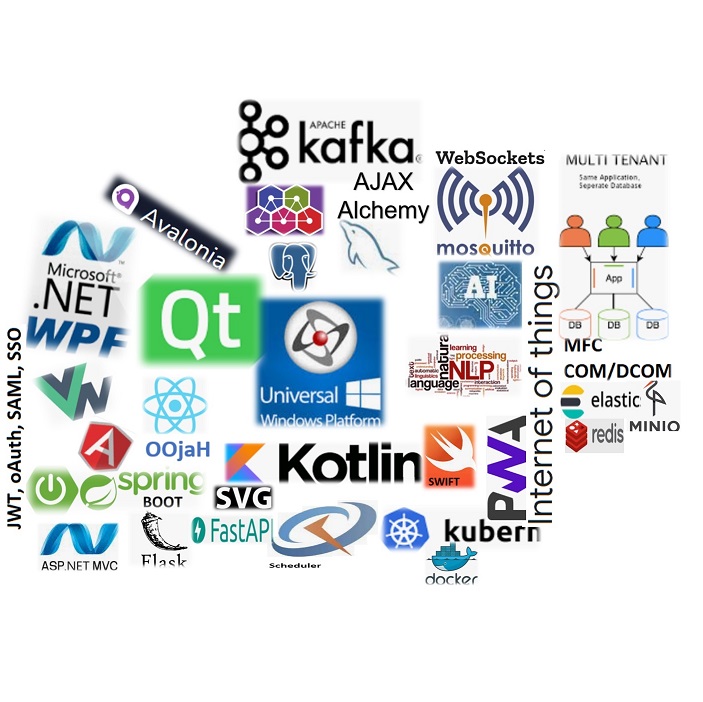 APACHE
kafka
AJAX
Alchemy
WebSockets
mosquitto
MULTI TENANT
Same Application,
Seperate Database
App
DB
DB
DB
Avalonia
Microsoft®
.NET
WPF
Qt
Universal
Windows Platform
AI
learning
natural
processing
NLP
language
interaction
Internet of things
MFC
COM/DCOM
elastic
MINIO
redis
JWT, oAuth, SAML, SSO
OOjaH
Kotlin
SWIFT
PWA
spring
BOOT
SVG
ASP.NET MVC
Flask
FastAPI
Scheduler
kubern
docker